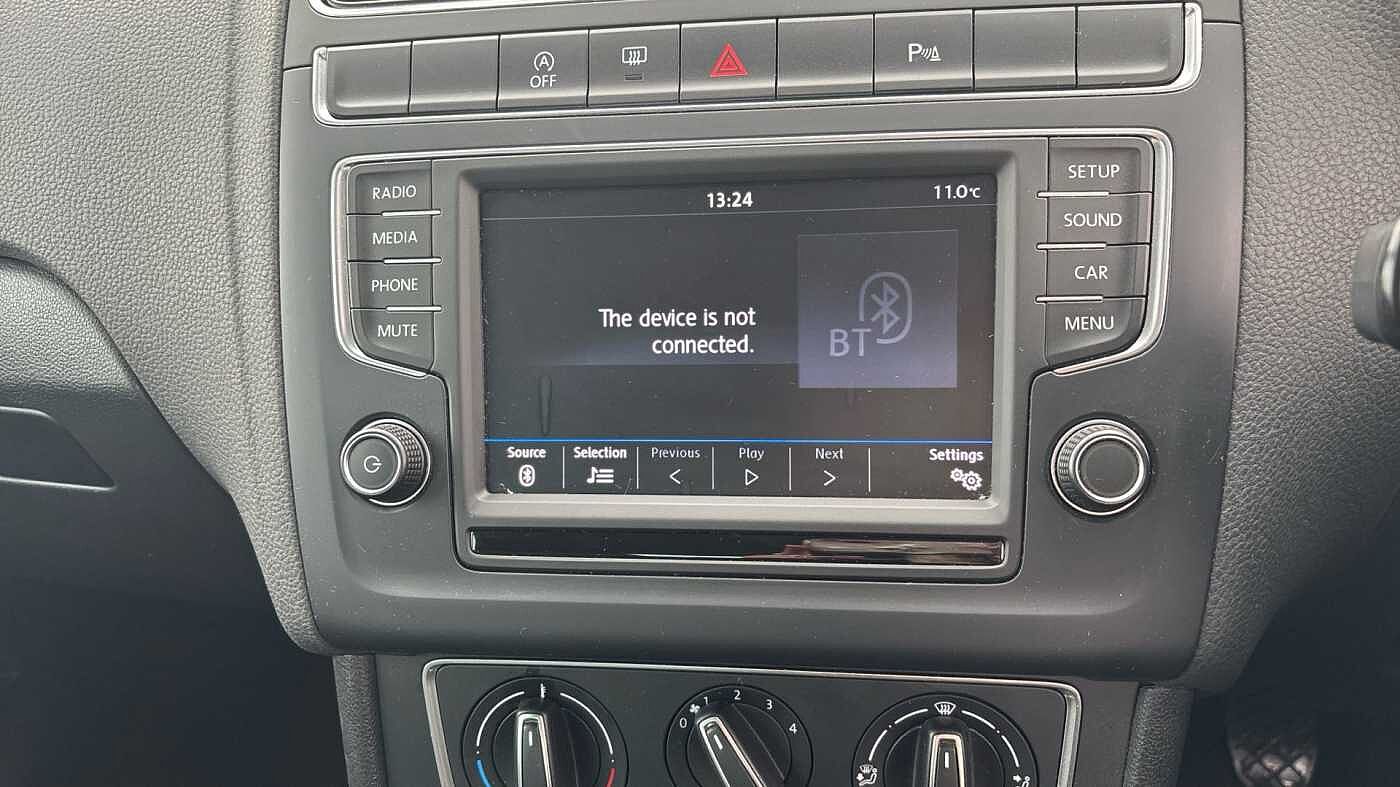 A
OFF
P
RADIO
MEDIA
PHONE
MUTE
13:24
11.0°C
The device is not
connected.
BT
Source
Selection
Previous
Play
Next
Settings
SETUP
SOUND
CAR
MENU
0 1 2 3 4